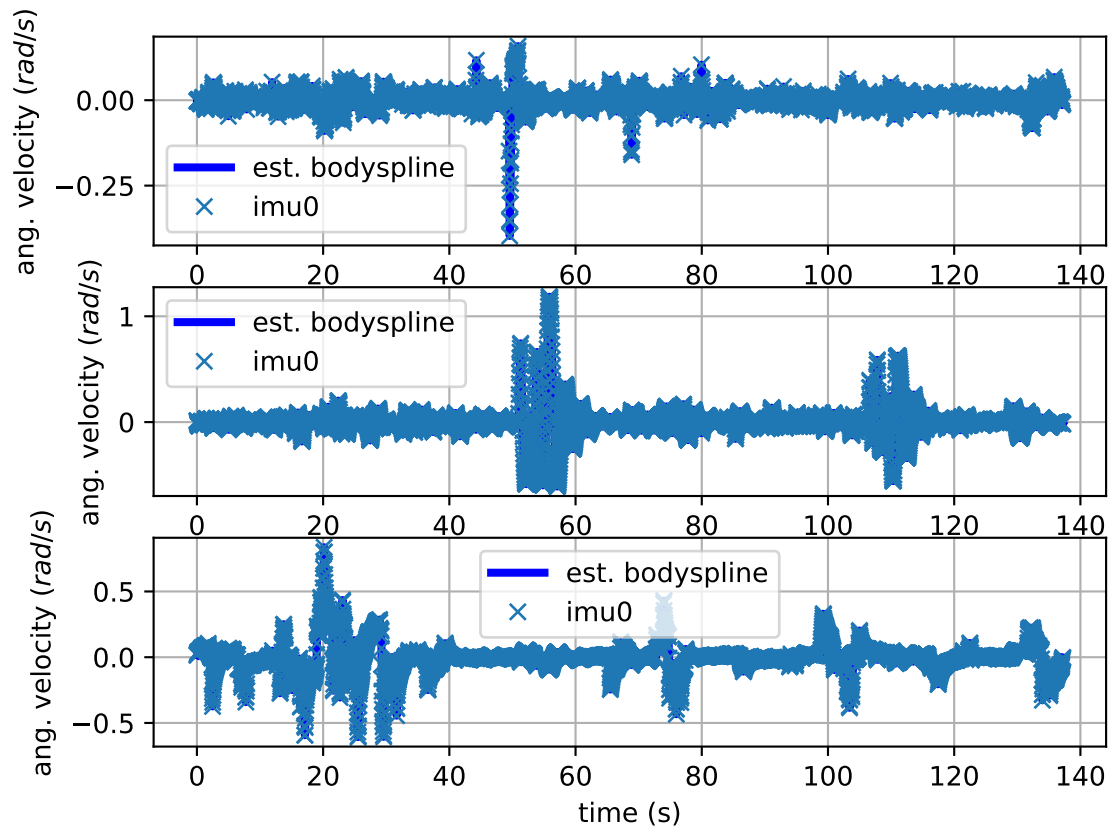 ang. velocity (rad/s)
0.00
−0.25
est. bodyspline
imu0
0 20 40 60 80 100 120 140
ang. velocity (rad/s)
1
0
est. bodyspline
imu0
0 20 40 60 80 100 120 140
ang. velocity (rad/s)
0.5
0.0
−0.5
est. bodyspline
imu0
0 20 40 60 80 100 120 140
time (s)